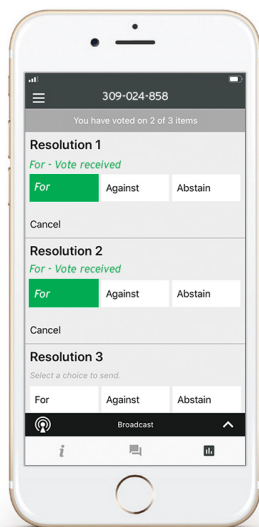 309-024-858
You have voted on 2 of 3 items
Resolution 1
For - Vote received
For Against Abstain
Cancel
Resolution 2
For - Vote received
For Against Abstain
Cancel
Resolution 3
Select a choice to send.
For Against Abstain
Broadcast